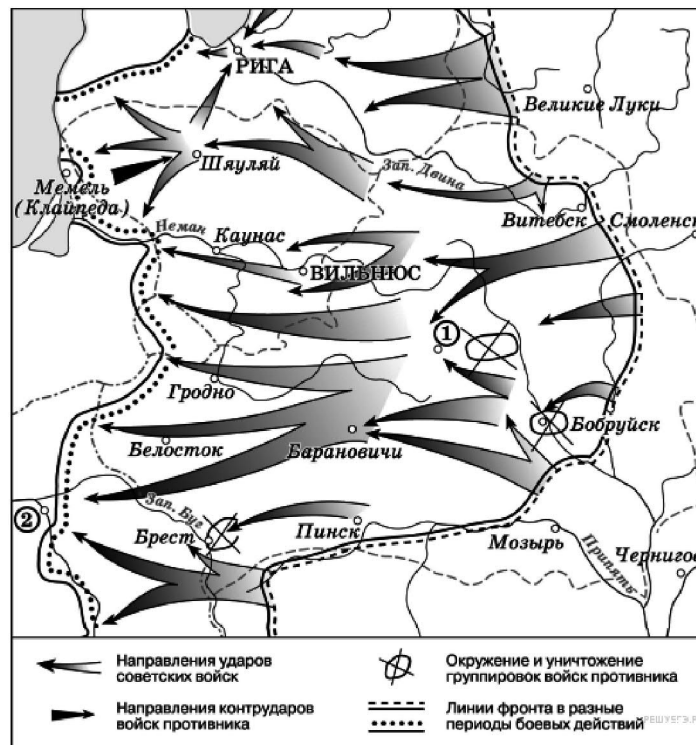 РИГА
Великие Луки
Шяуляй
Зап. Двина
Мемель
(Клайпеда)
Витебск
Смоленск
Неман
Каунас
ВИЛЬНЮС
1
Гродно
Бобруйск
Барановичи
Белосток
2
Зап. Буг
Брест
Пинск
Мозырь
Припять
Чернигов
Направления ударов
советских войск
Окружение и уничтожение
группировок войск противника
Направления контрударов
войск противника
Линии фронта в разные
периоды боевых действий
РЕШУЕГЭ.Р